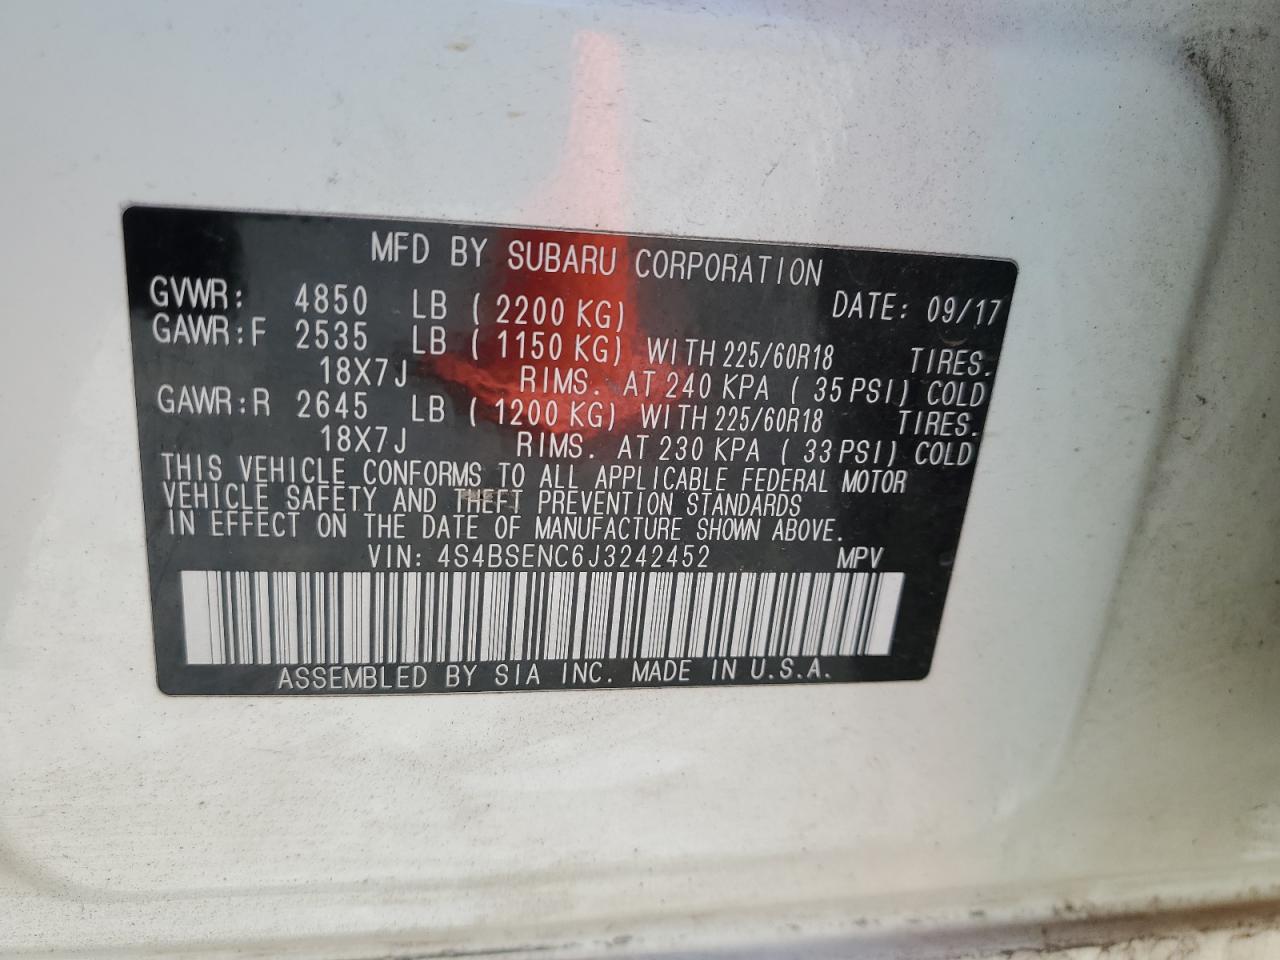 MFD BY SUBARU CORPORATION
GVWR: 4850 LB (2200 KG) DATE: 09/17
GAWR:F 2535 LB (1150 KG) WITH 225/60R18 TIRES.
18X7J RIMS. AT 240 KPA (35 PSI) COLD
GAWR:R 2645 LB (1200 KG) WITH 225/60R18 TIRES.
18X7J RIMS. AT 230 KPA (33 PSI) COLD
THIS VEHICLE CONFORMS TO ALL APPLICABLE FEDERAL MOTOR
VEHICLE SAFETY AND THEFT PREVENTION STANDARDS
IN EFFECT ON THE DATE OF MANUFACTURE SHOWN ABOVE.
VIN: 4S4BSENC6J3242452 MPV
ASSEMBLED BY SIA INC. MADE IN U.S.A.